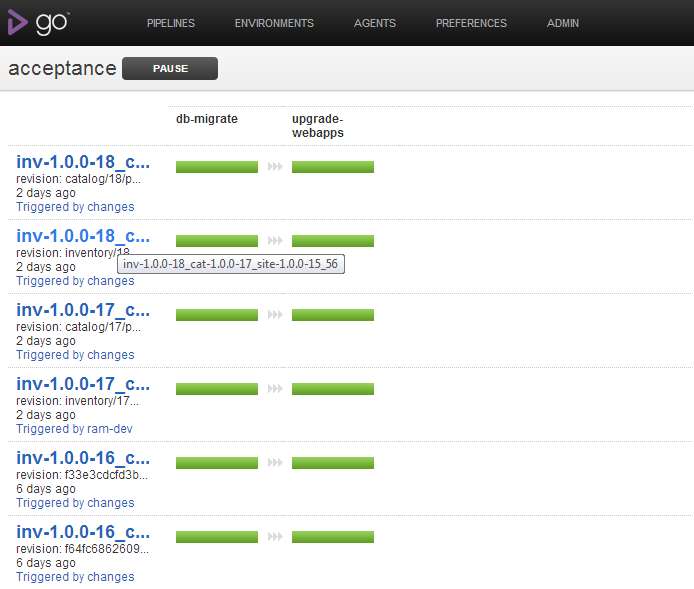 go
PIPELINES ENVIRONMENTS AGENTS PREFERENCES ADMIN
acceptance PAUSE
db-migrate upgrade-
webapps
inv-1.0.0-18_c...
revision: catalog/18/p...
2 days ago
Triggered by changes
inv-1.0.0-18_c...
revision: inventory/18
inv-1.0.0-18_cat-1.0.0-17_site-1.0.0-15_56
2 days ago
Triggered by changes
inv-1.0.0-17_c...
revision: catalog/17/p...
2 days ago
Triggered by changes
inv-1.0.0-17_c...
revision: inventory/17...
2 days ago
Triggered by ram-dev
inv-1.0.0-16_c...
revision: f33e3cdcfd3b...
6 days ago
Triggered by changes
inv-1.0.0-16_c...
revision: f64fc6862609...
6 days ago
Triggered by changes